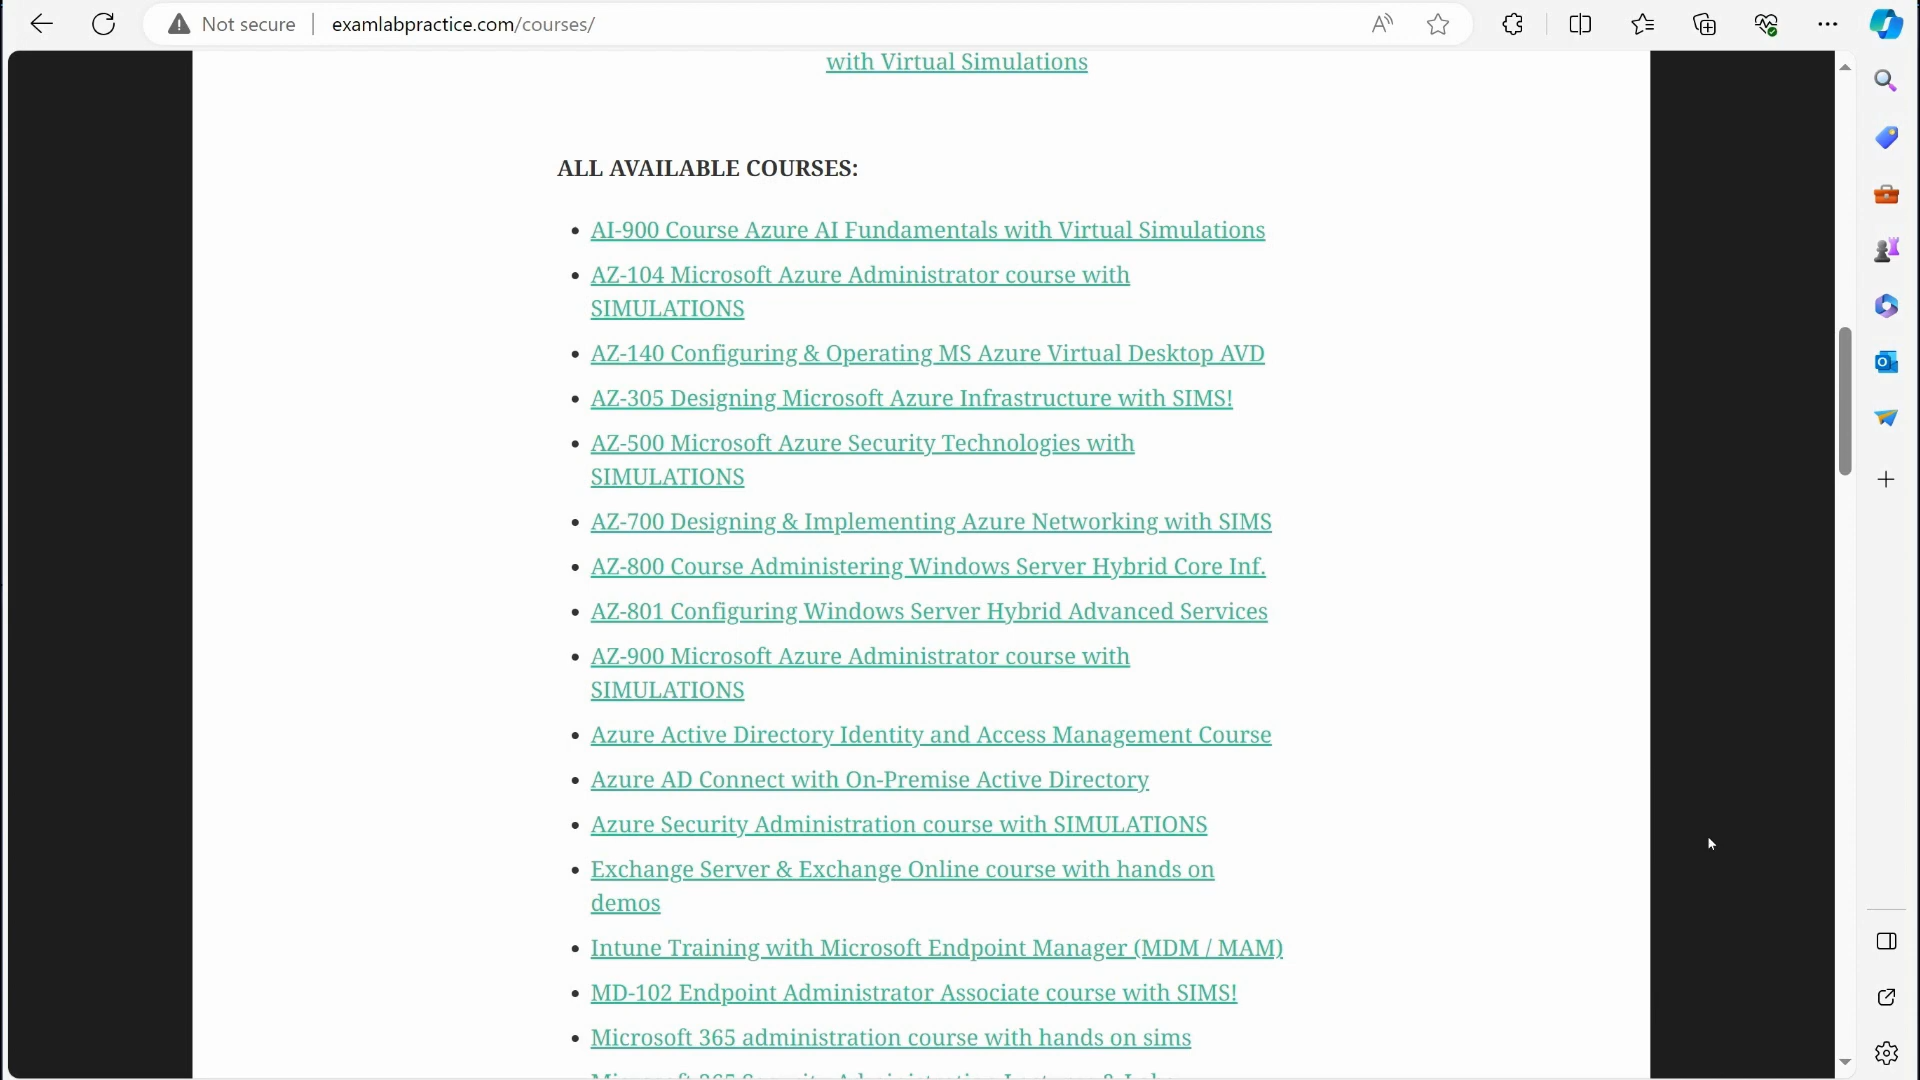 Not secure
examlabpractice.com/courses/
with Virtual Simulations
ALL AVAILABLE COURSES:
• AI-900 Course Azure AI Fundamentals with Virtual Simulations
• AZ-104 Microsoft Azure Administrator course with
SIMULATIONS
• AZ-140 Configuring & Operating MS Azure Virtual Desktop AVD
• AZ-305 Designing Microsoft Azure Infrastructure with SIMS!
• AZ-500 Microsoft Azure Security Technologies with
SIMULATIONS
• AZ-700 Designing & Implementing Azure Networking with SIMS
• AZ-800 Course Administering Windows Server Hybrid Core Inf.
• AZ-801 Configuring Windows Server Hybrid Advanced Services
• AZ-900 Microsoft Azure Administrator course with
SIMULATIONS
• Azure Active Directory Identity and Access Management Course
• Azure AD Connect with On-Premise Active Directory
• Azure Security Administration course with SIMULATIONS
• Exchange Server & Exchange Online course with hands on
demos
• Intune Training with Microsoft Endpoint Manager (MDM / MAM)
• MD-102 Endpoint Administrator Associate course with SIMS!
• Microsoft 365 administration course with hands on sims